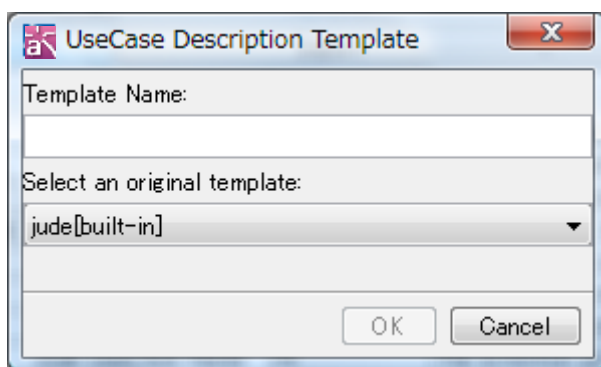 UseCase Description Template
Template Name:
Select an original template:
jude[built-in]
OK Cancel